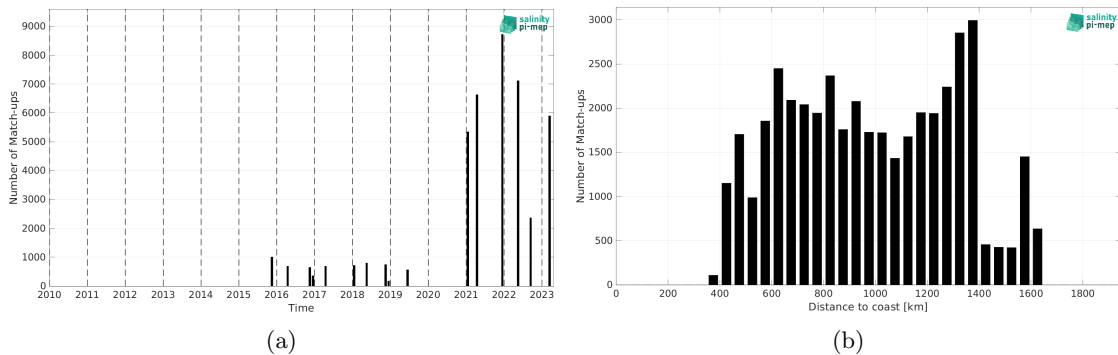 salinity
pi-mep
Number of Match-ups
9000
8000
7000
6000
5000
4000
3000
2000
1000
0
2010 2011 2012 2013 2014 2015 2016 2017 2018 2019 2020 2021 2022 2023
Time
(a)
salinity
pi-mep
Number of Match-ups
3000
2500
2000
1500
1000
500
0
0 200 400 600 800 1000 1200 1400 1600 1800
Distance to coast [km]
(b)